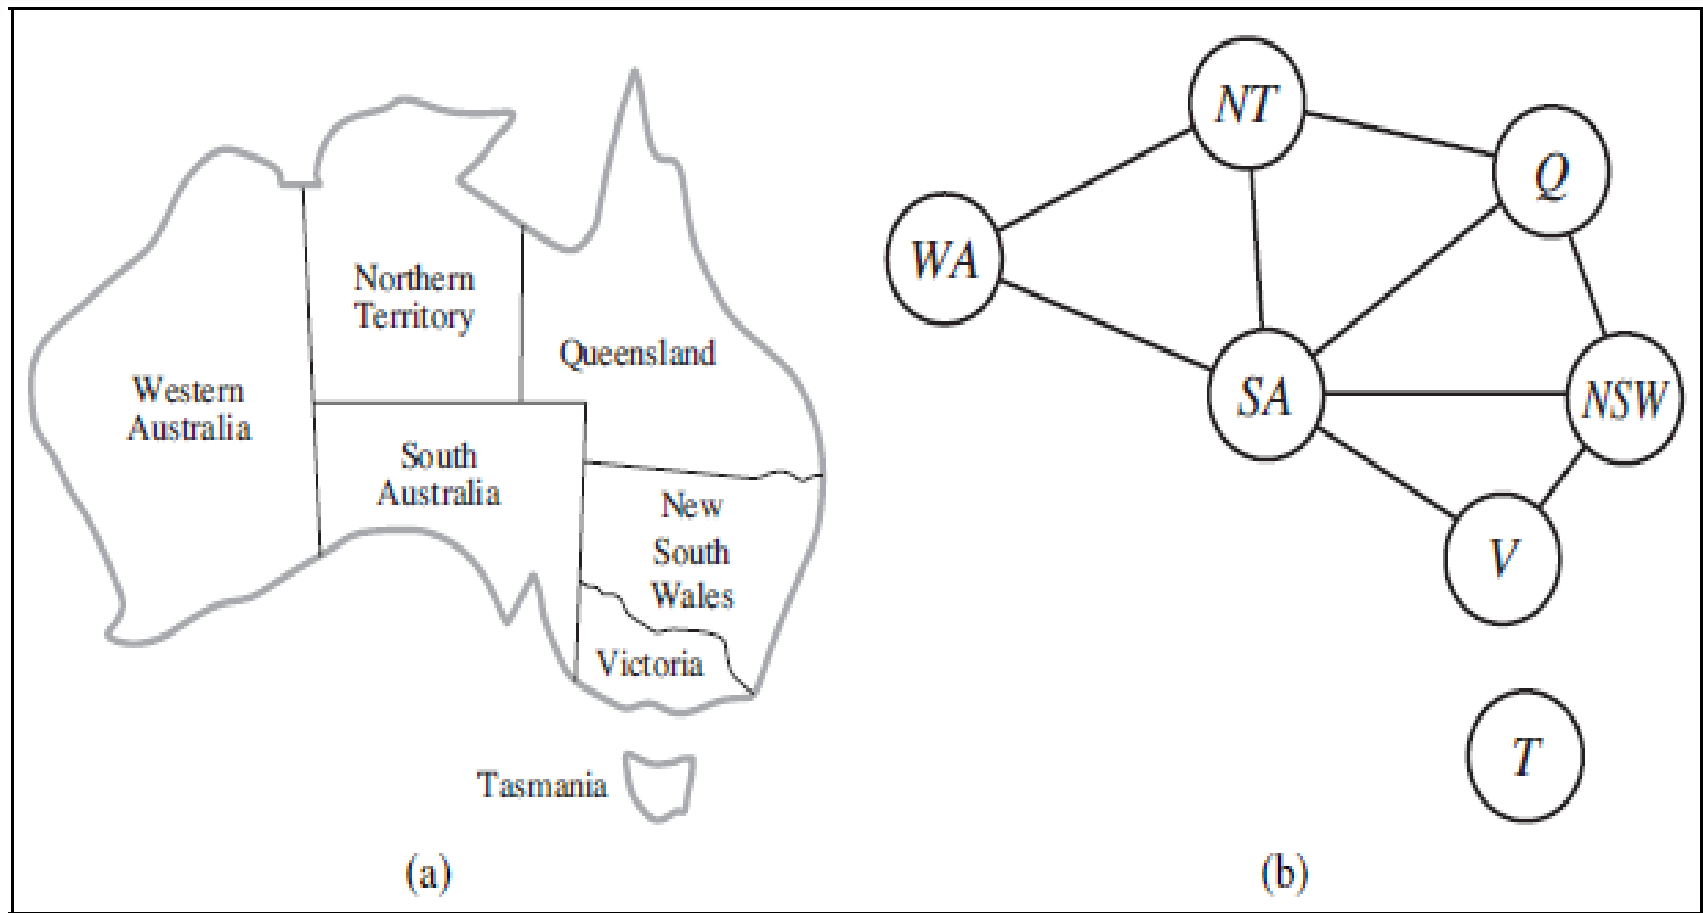 Northern
Territory
Queensland
Western
Australia
South
Australia
New
South
Wales
Victoria
Tasmania
(a)
NT
Q
WA
SA
NSW
V
T
(b)